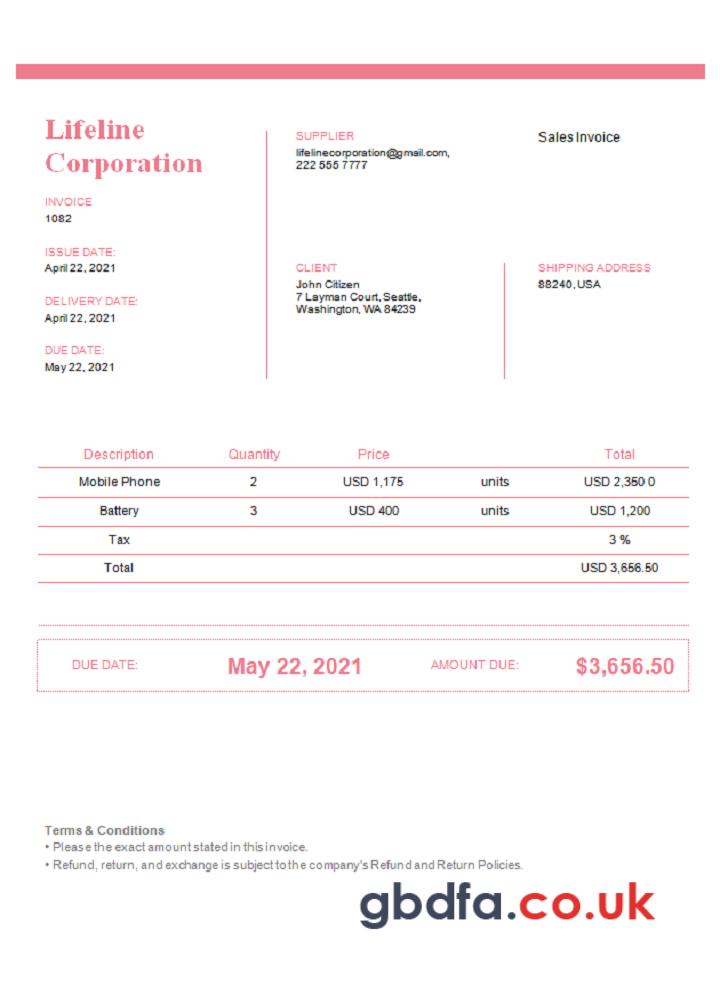 Lifeline
Corporation
INVOICE
1082
ISSUE DATE:
April 22, 2021
DELIVERY DATE:
April 22, 2021
DUE DATE:
May 22, 2021
SUPPLIER
lifelinecorporation@gmail.com,
222 555 7777
Sales Invoice
CLIENT
John Citizen
7 Layman Court, Seattle,
Washington, WA 84239
SHIPPING ADDRESS
88240, USA
Description Quantity Price Total
Mobile Phone 2 USD 1,175 units USD 2,350 0
Battery 3 USD 400 units USD 1,200
Tax 3 %
Total USD 3,656.50
DUE DATE: May 22, 2021 AMOUNT DUE: $3,656.50
Terms & Conditions
• Please the exact amount stated in this invoice.
• Refund, return, and exchange is subject to the company's Refund and Return Policies.
gbdfa.co.uk